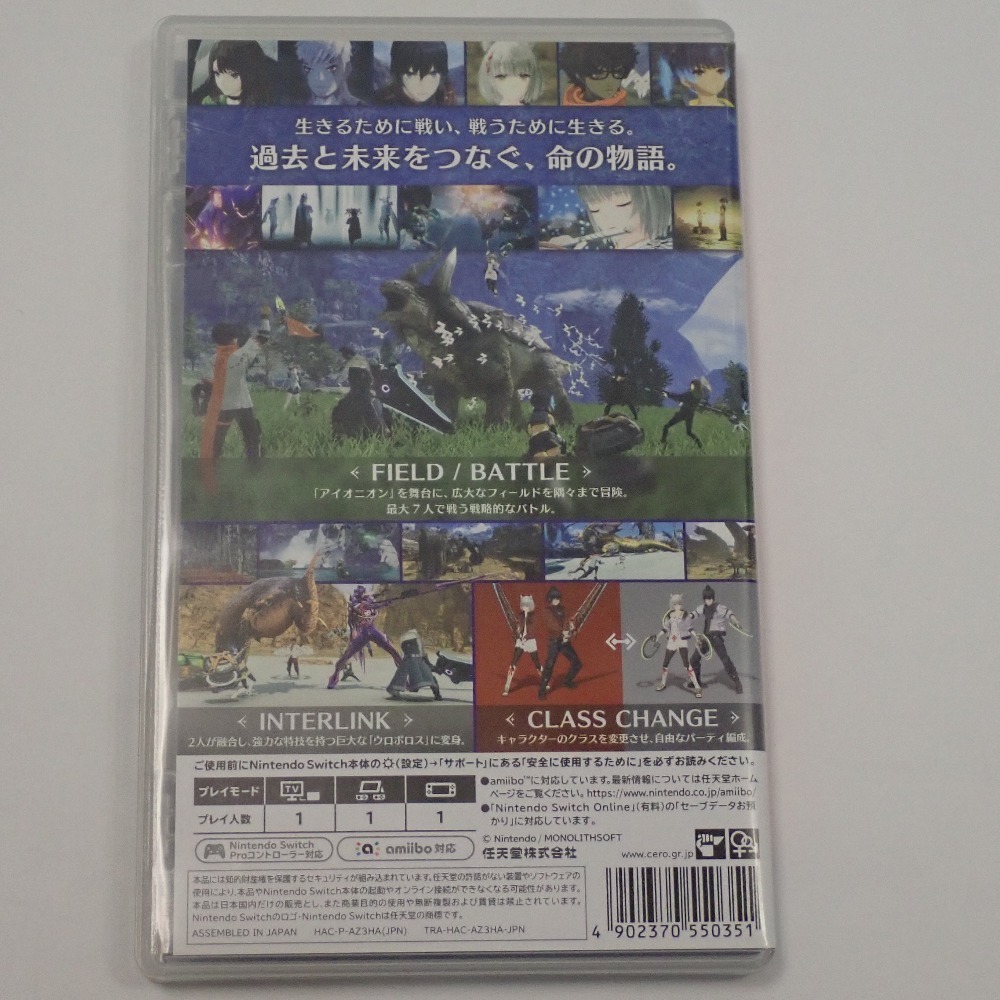 生きるために戦い、戦うために生きる。
過去と未来をつなぐ、命の物語。
FIELD / BATTLE
「アイオニオン」を舞台に、広大なフィールドを隅々まで冒険。
最大7人で戦う戦略的なバトル。
INTERLINK
2人が融合し、強力な特技を持つ巨大な「ウロボロス」に変身。
CLASS CHANGE
キャラクターのクラスを変更させ、自由なパーティ編成。
ご使用前にNintendo Switch本体の(設定)→「サポート」にある「安全に使用するために」を必ずお読みください。
プレイモード TV
プレイ人数 1 1 1
●amiibo™に対応しています。最新情報については任天堂ホーム
ページをご覧ください。https://www.nintendo.co.jp/amiibo/
●「Nintendo Switch Online」(有料)の「セーブデータお預
かり」に対応しています。
Nintendo Switch
Proコントローラー対応
amiibo 対応
© Nintendo / MONOLITHSOFT
任天堂株式会社
www.cero.gr.jp
本品には知的財産権を保護するセキュリティが組み込まれています。任天堂の許諾がない装置やソフトウェアの
使用により、本品やNintendo Switch本体の起動やオンライン接続ができなくなる可能性があります。
本品は日本国内だけの販売とし、また商業目的の使用や無断複製および賃貸は禁止されています。
Nintendo Switchのロゴ・Nintendo Switchは任天堂の商標です。
ASSEMBLED IN JAPAN HAC-P-AZ3HA(JPN) TRA-HAC-AZ3HA-JPN
4 902370 550351